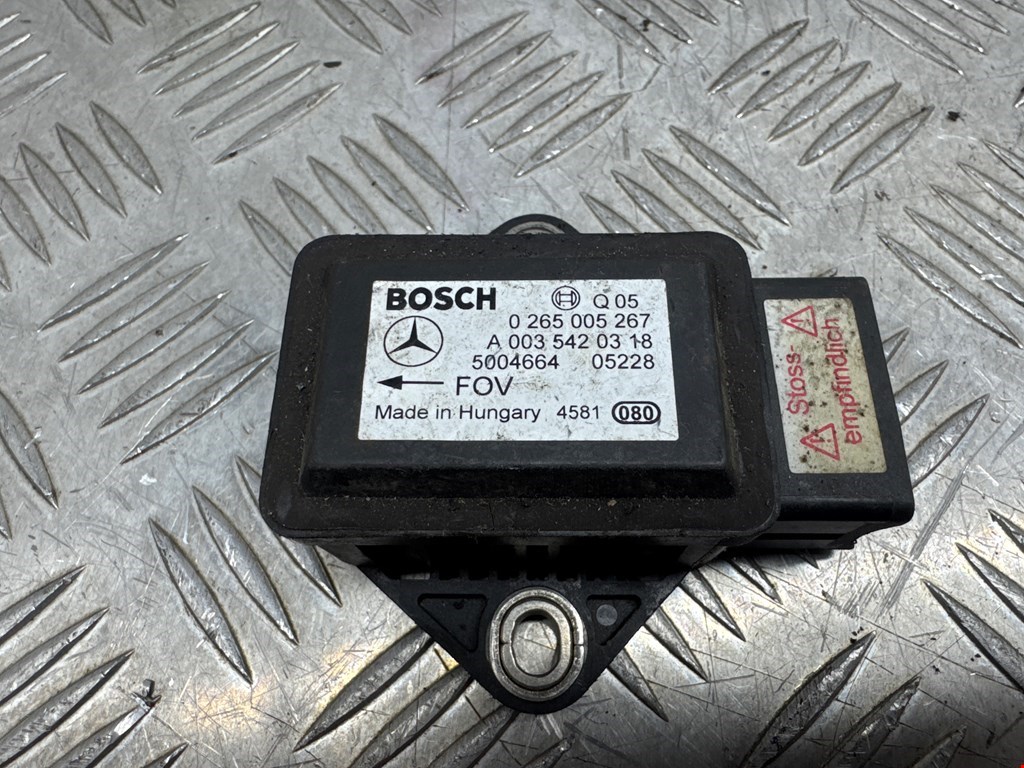 BOSCH Q 05
0 265 005 267
A 003 542 03 18
5004664 05228
FOV
Made in Hungary 4581 080
Stoss-
empfindlich